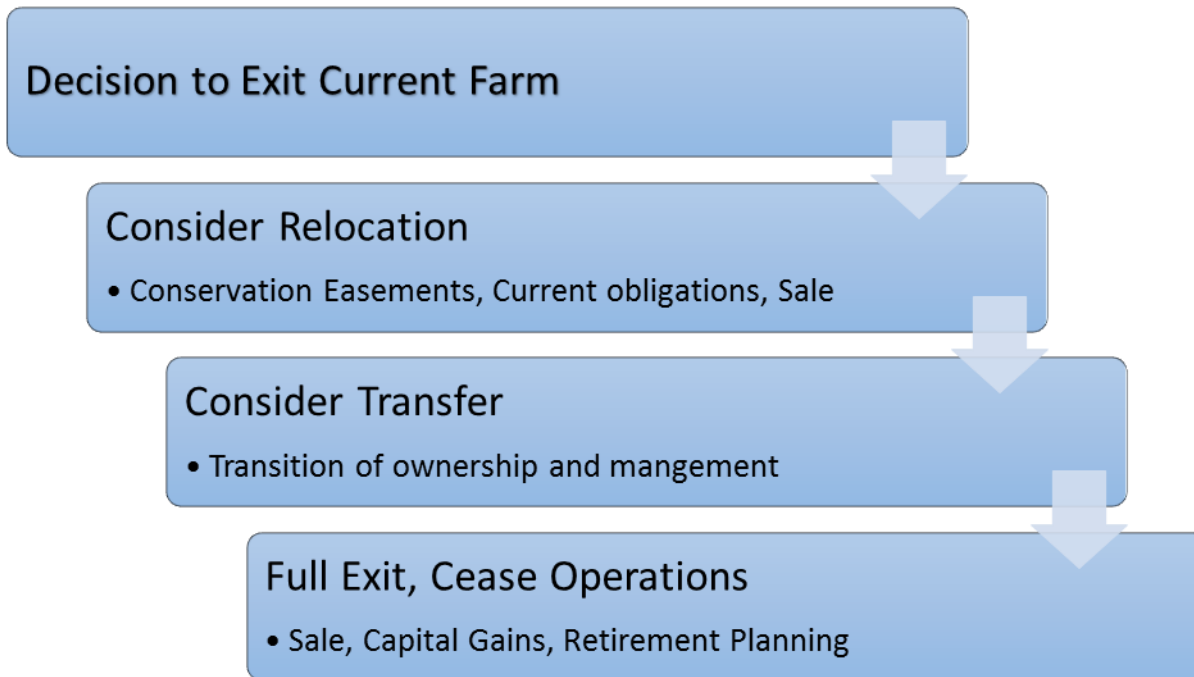 Decision to Exit Current Farm
Consider Relocation
• Conservation Easements, Current obligations, Sale
Consider Transfer
• Transition of ownership and mangement
Full Exit, Cease Operations
• Sale, Capital Gains, Retirement Planning